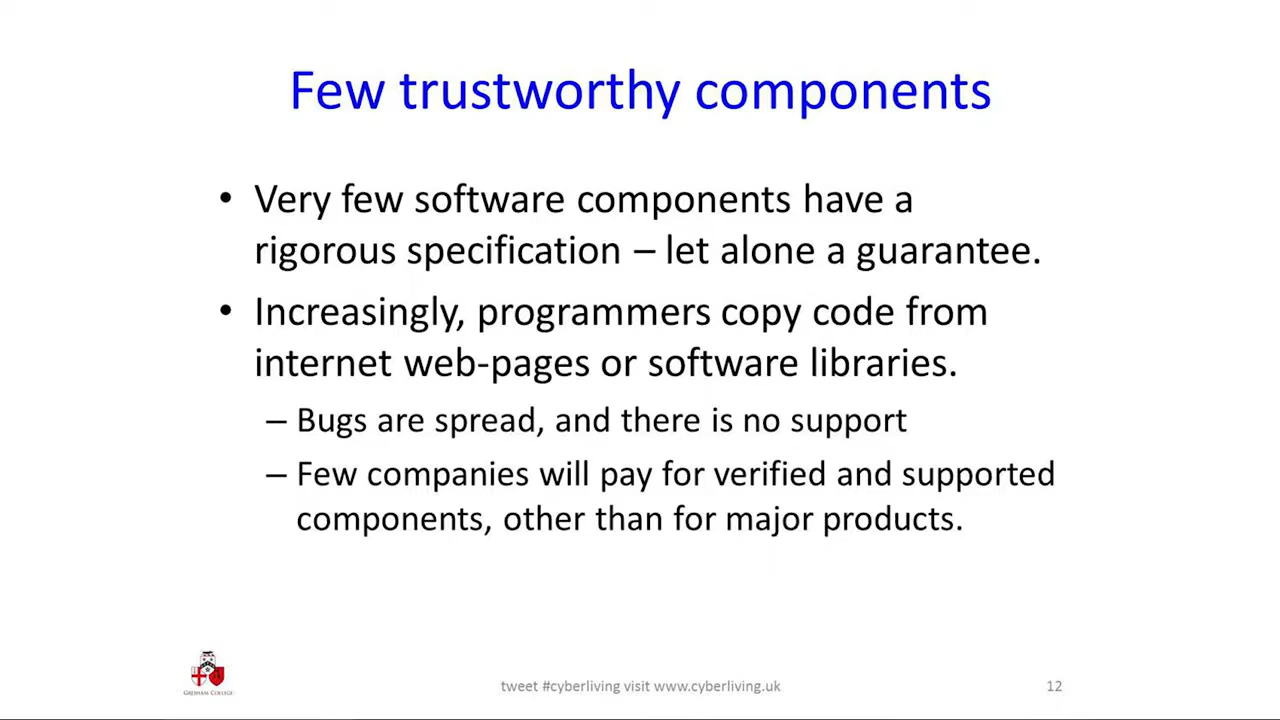 Few trustworthy components
• Very few software components have a
rigorous specification – let alone a guarantee.
• Increasingly, programmers copy code from
internet web-pages or software libraries.
– Bugs are spread, and there is no support
– Few companies will pay for verified and supported
components, other than for major products.
GRESHAM COLLEGE
tweet #cyberliving visit www.cyberliving.uk
12